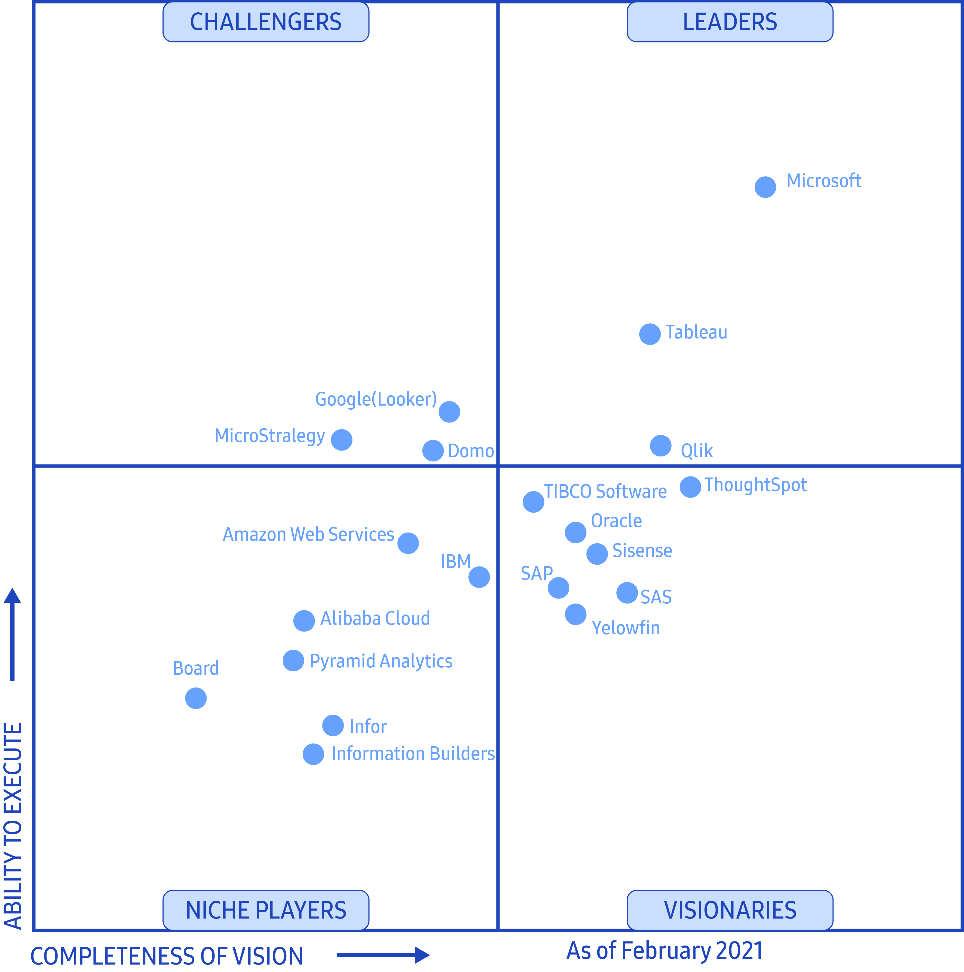 CHALLENGERS
LEADERS
Microsoft
Tableau
Google(Looker)
MicroStralegy
Domo
Qlik
ThoughtSpot
TIBCO Software
Oracle
Amazon Web Services
Sisense
IBM
SAP
SAS
Alibaba Cloud
Yelowfin
Pyramid Analytics
Board
Infor
Information Builders
ABILITY TO EXECUTE
NICHE PLAYERS
VISIONARIES
COMPLETENESS OF VISION
As of February 2021